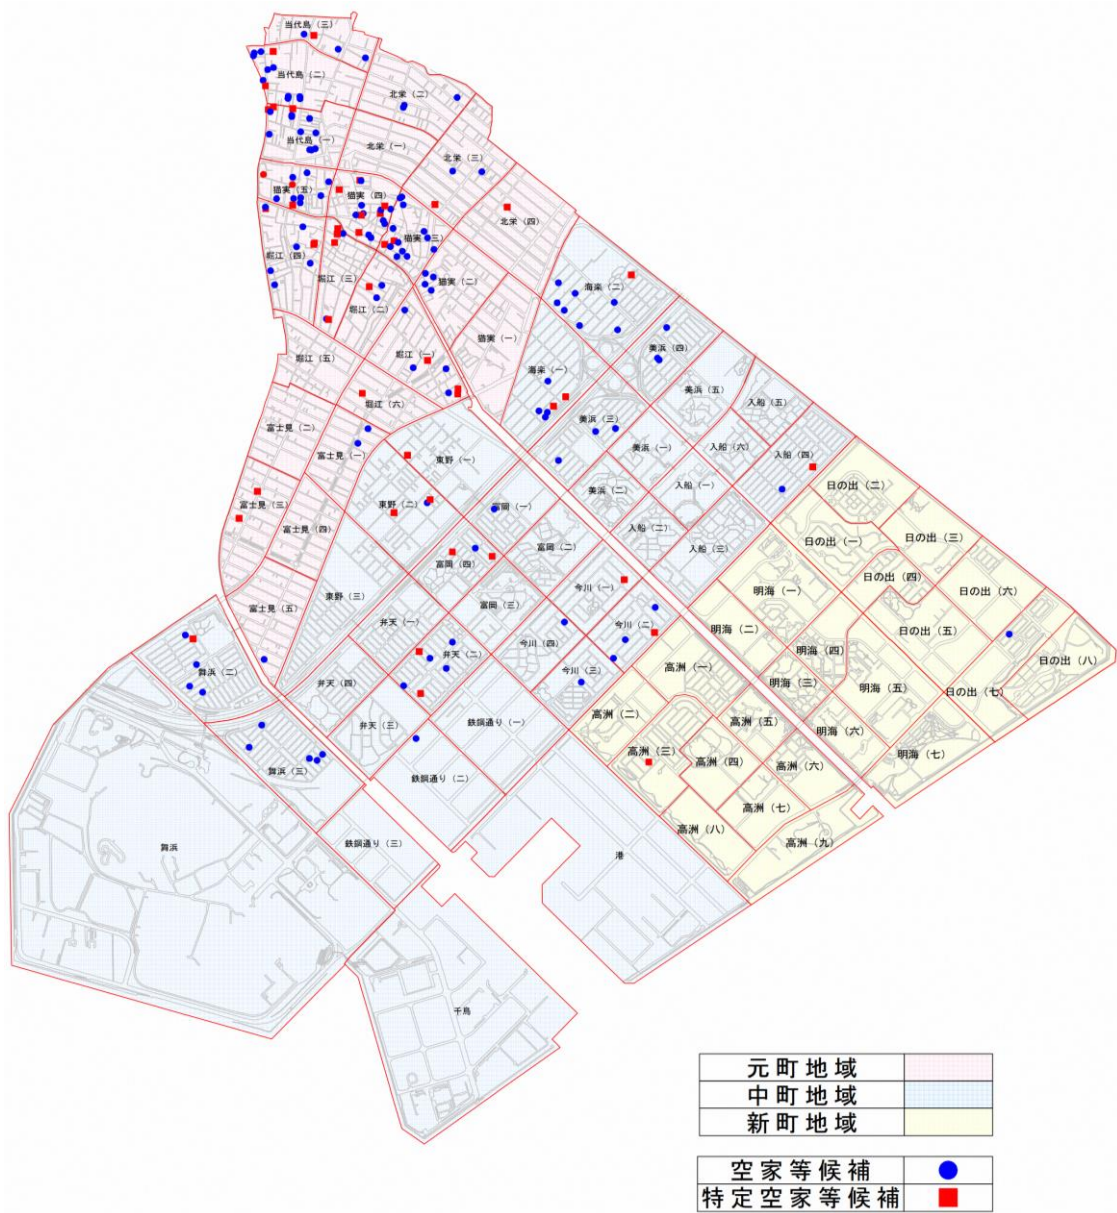 当代島（三）
当代島（二）
北栄（二）
当代島（一）
北栄（一）
北栄（三）
猫実（五）
猫実（四）
北栄（四）
猫実（三）
堀江（四）
堀江（三）
猫実（二）
海楽（二）
堀江（二）
猫実（一）
堀江（五）
堀江（一）
美浜（四）
海楽（一）
美浜（五）
入船（五）
堀江（六）
美浜（三）
富士見（二）
富士見（一）
東野（一）
美浜（一）
入船（六）
入船（四）
美浜（二）
入船（一）
日の出（二）
富士見（三）
東野（二）
富岡（一）
富士見（四）
入船（二）
日の出（一）
日の出（三）
富岡（二）
入船（三）
富岡（四）
日の出（四）
今川（一）
明海（一）
日の出（六）
東野（三）
富岡（三）
富士見（五）
弁天（一）
今川（二）
明海（二）
日の出（五）
今川（四）
弁天（二）
明海（四）
日の出（八）
舞浜（二）
今川（三）
高洲（一）
弁天（四）
明海（三）
明海（五）
日の出（七）
高洲（二）
鉄鋼通り（一）
高洲（五）
弁天（三）
明海（六）
高洲（三）
明海（七）
高洲（四）
高洲（六）
舞浜（三）
鉄鋼通り（二）
高洲（七）
高洲（八）
鉄鋼通り（三）
高洲（九）
舞浜
港
千鳥
元町地域
中町地域
新町地域
空家等候補
特定空家等候補